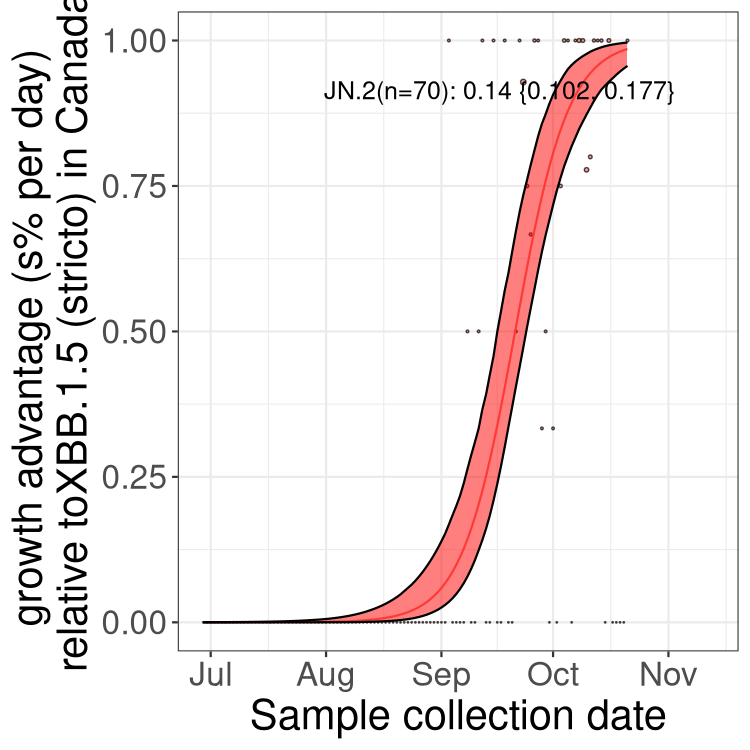 growth advantage (s% per day)
relative toXBB.1.5 (stricto) in Canada
1.00
0.75
0.50
0.25
0.00
JN.2(n=70): 0.14 {0.102, 0.177}
Jul Aug Sep Oct Nov
Sample collection date